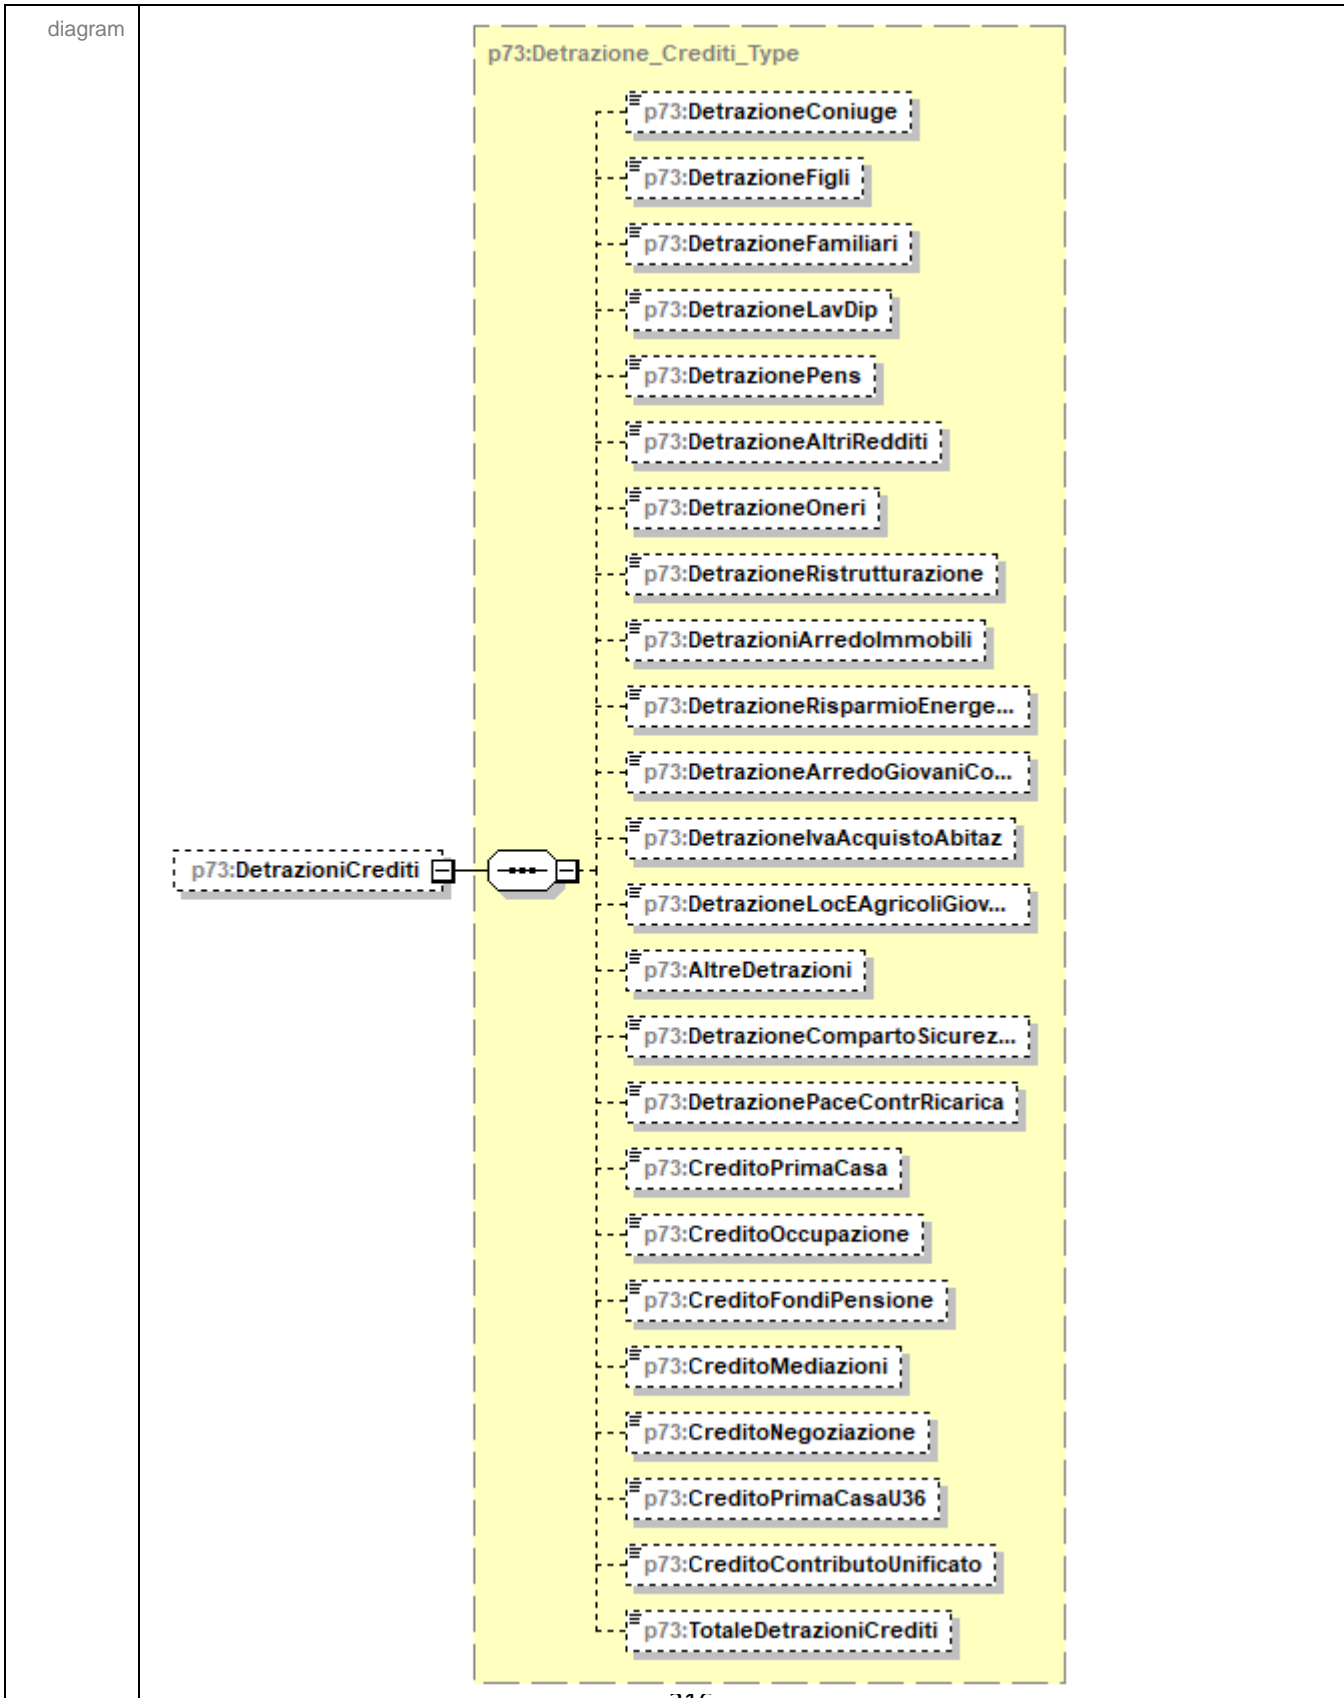 diagram
p73:Detrazione_Crediti_Type
p73:DetrazioneConiuge
p73:DetrazioneFigli
p73:DetrazioneFamiliari
p73:DetrazioneLavDip
p73:DetrazionePens
p73:DetrazioneAltriRedditi
p73:DetrazioneOneri
p73:DetrazioneRistrutturazione
p73:DetrazioniArredoImmobili
p73:DetrazioneRisparmioEnerge...
p73:DetrazioneArredoGiovaniCo...
p73:DetrazioneIvaAcquistoAbitaz
p73:DetrazioniCrediti
p73:DetrazioneLocEAgricoliGiov...
p73:AltreDetrazioni
p73:DetrazioneCompartoSicurez...
p73:DetrazionePaceContrRicarica
p73:CreditoPrimaCasa
p73:CreditoOccupazione
p73:CreditoFondiPensione
p73:CreditoMediazioni
p73:CreditoNegoziazione
p73:CreditoPrimaCasaU36
p73:CreditoContributoUnificato
p73:TotaleDetrazioniCrediti